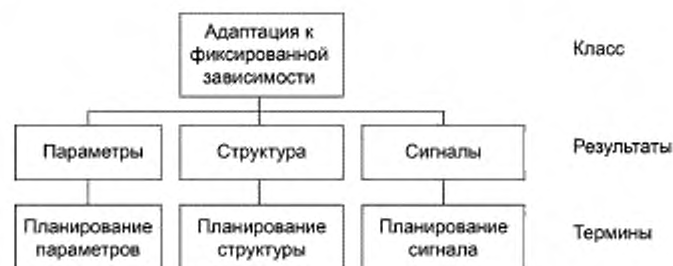 Адаптация к
фиксированной
зависимости
Класс
Параметры
Структура
Сигналы
Результаты
Планирование
параметров
Планирование
структуры
Планирование
сигнала
Термины